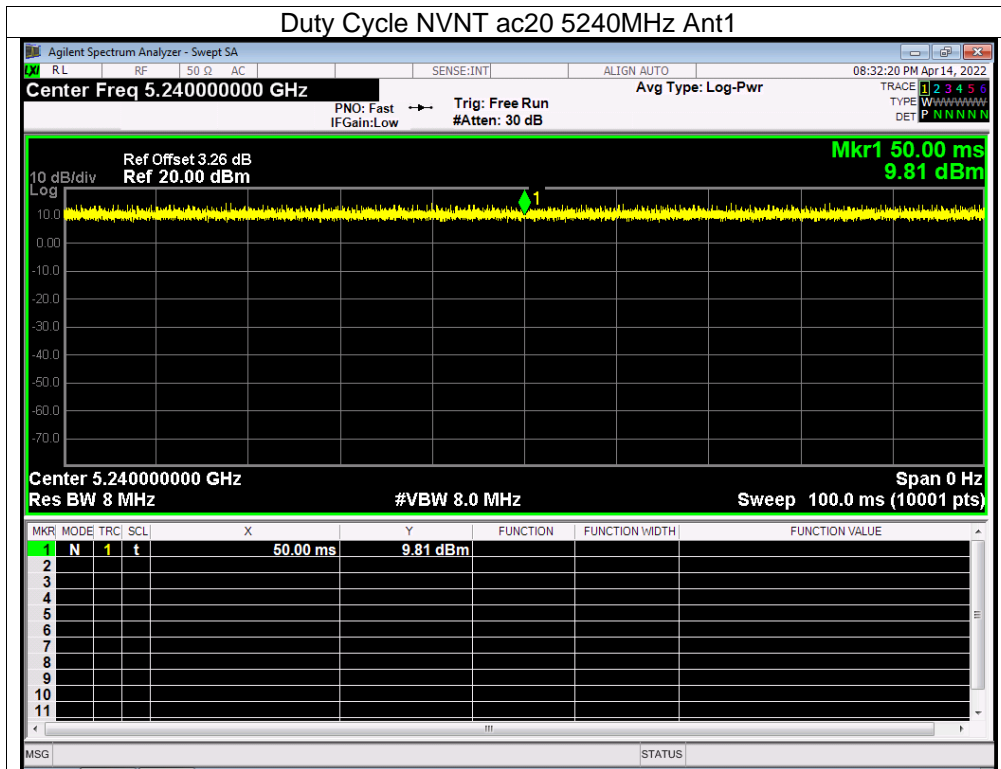 Duty Cycle NVNT ac20 5240MHz Ant1
Agilent Spectrum Analyzer - Swept SA
LXI RL RF 50 Ω AC SENSE:INT ALIGN AUTO 08:32:20 PM Apr 14, 2022
Center Freq 5.240000000 GHz
PNO: Fast
IFGain:Low
Trig: Free Run
#Atten: 30 dB
Avg Type: Log-Pwr
TRACE 1 2 3 4 5 6
TYPE WWWWWW
DET P N N N N N
Mkr1 50.00 ms
9.81 dBm
Ref Offset 3.26 dB
10 dB/div Ref 20.00 dBm
Log
1
10.0
0.00
-10.0
-20.0
-30.0
-40.0
-50.0
-60.0
-70.0
Center 5.240000000 GHz Span 0 Hz
Res BW 8 MHz #VBW 8.0 MHz Sweep 100.0 ms (10001 pts)
MKR MODE TRC SCL X Y FUNCTION FUNCTION WIDTH FUNCTION VALUE
1 N 1 t 50.00 ms 9.81 dBm
2
3
4
5
6
7
8
9
10
11
MSG STATUS